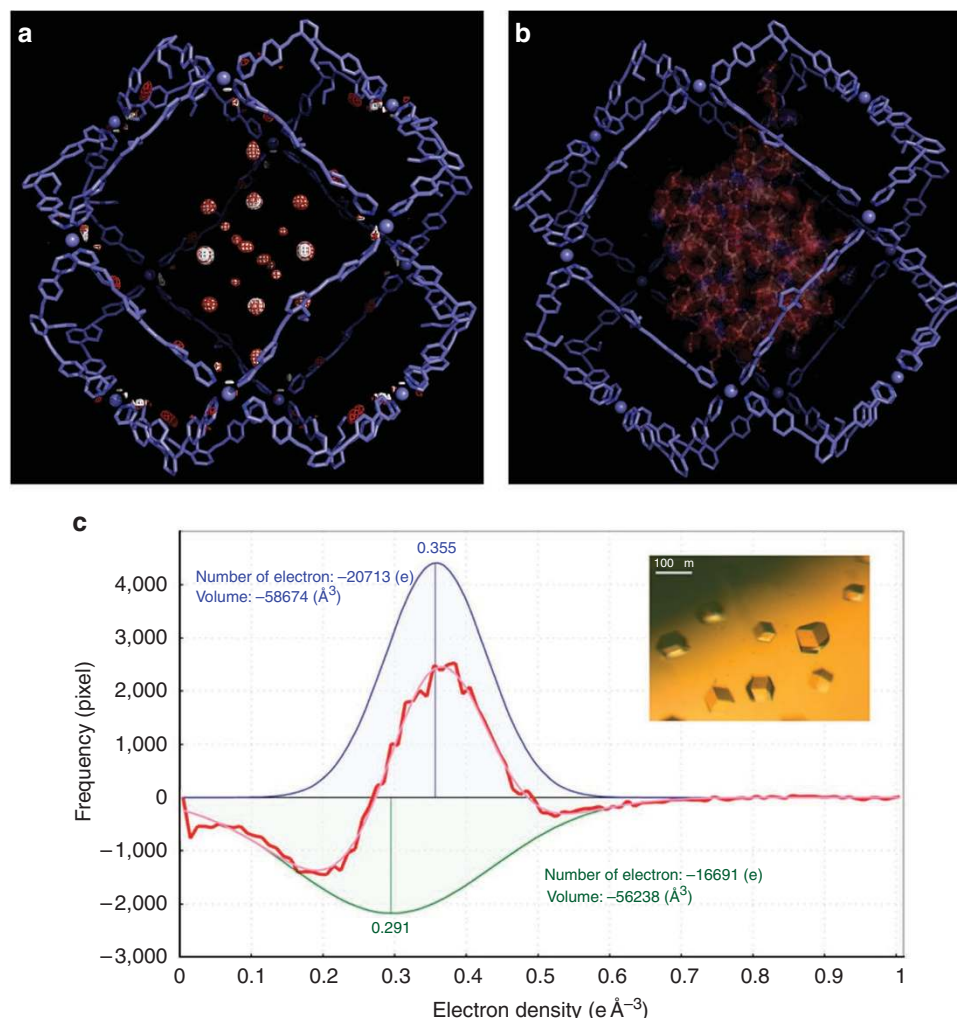 a
b
c
0.355
Number of electron: –20713 (e)
Volume: –58674 (Å³)
100 m
4,000
3,000
2,000
1,000
0
–1,000
–2,000
–3,000
Frequency (pixel)
Number of electron: –16691 (e)
Volume: –56238 (Å³)
0.291
0 0.1 0.2 0.3 0.4 0.5 0.6 0.7 0.8 0.9 1
Electron density (e Å⁻³)